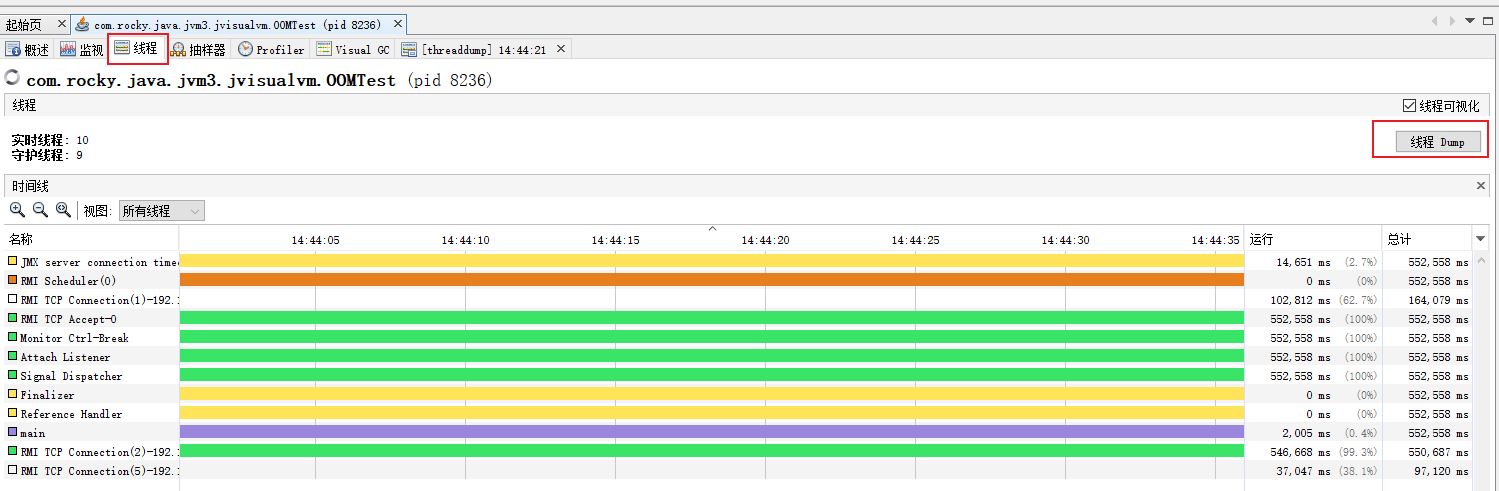 起始页 com.rocky.java.jvm3.jvisualvm.OOMTest (pid 8236)
概述 监视 线程 抽样器 Profiler Visual GC [threaddump] 14:44:21
com.rocky.java.jvm3.jvisualvm.OOMTest (pid 8236)
线程 线程可视化
实时线程: 10
守护线程: 9
线程 Dump
时间线
视图: 所有线程
名称 14:44:05 14:44:10 14:44:15 14:44:20 14:44:25 14:44:30 14:44:35 运行 总计
JMX server connection time 14,651 ms (2.7%) 552,558 ms
RMI Scheduler(0) 0 ms (0%) 552,558 ms
RMI TCP Connection(1)-192. 102,812 ms (62.7%) 164,079 ms
RMI TCP Accept-0 552,558 ms (100%) 552,558 ms
Monitor Ctrl-Break 552,558 ms (100%) 552,558 ms
Attach Listener 552,558 ms (100%) 552,558 ms
Signal Dispatcher 552,558 ms (100%) 552,558 ms
Finalizer 0 ms (0%) 552,558 ms
Reference Handler 0 ms (0%) 552,558 ms
main 2,005 ms (0.4%) 552,558 ms
RMI TCP Connection(2)-192. 546,668 ms (99.3%) 550,687 ms
RMI TCP Connection(5)-192. 37,047 ms (38.1%) 97,120 ms